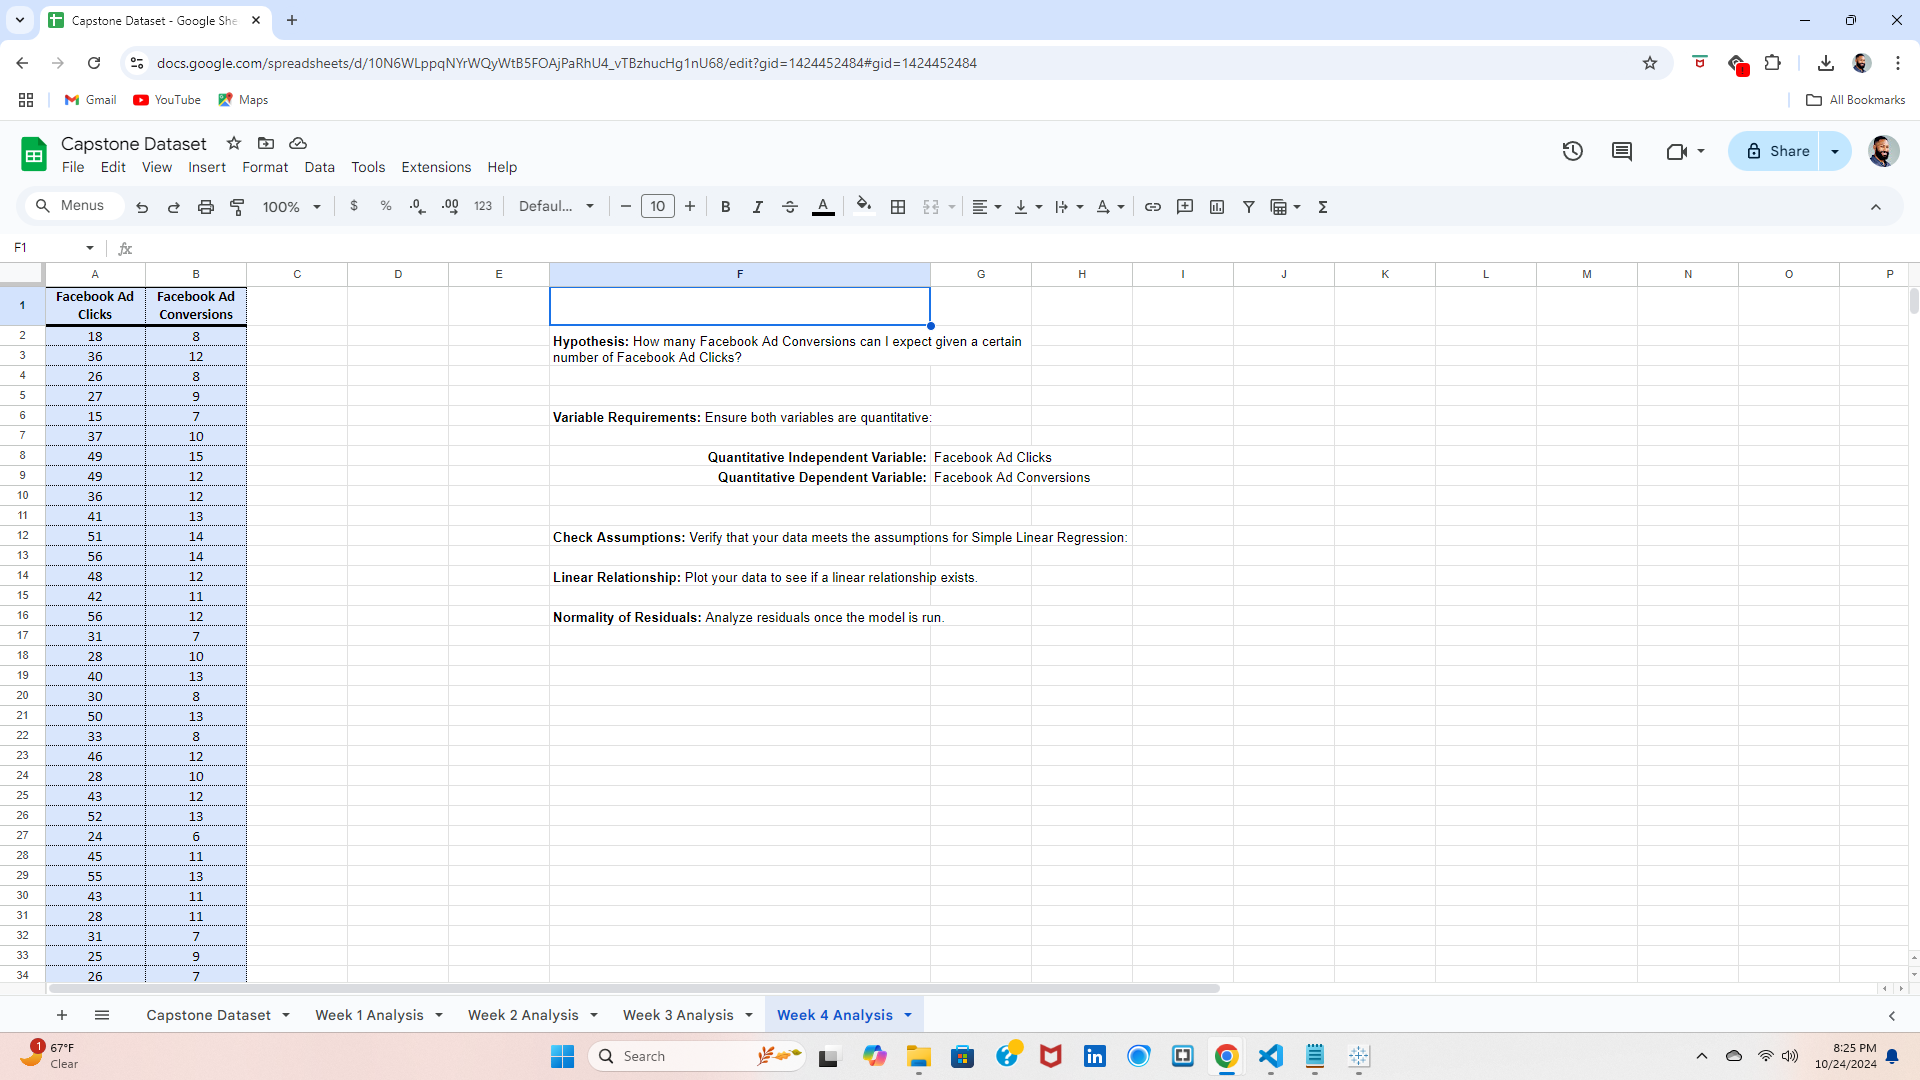 Capstone Dataset - Google She
docs.google.com/spreadsheets/d/10N6WLppqNYrWQyWtB5FOAjPaRhU4_vTBzhucHg1nU68/edit?gid=1424452484#gid=1424452484
Gmail YouTube Maps All Bookmarks
Capstone Dataset
File Edit View Insert Format Data Tools Extensions Help
Share
Menus 100% $ % .0 .00 123 Defaul... 10 B I A
F1 fx
A B C D E F G H I J K L M N O P
1 Facebook Ad Clicks Facebook Ad Conversions
2 18 8
Hypothesis: How many Facebook Ad Conversions can I expect given a certain
number of Facebook Ad Clicks?
3 36 12
4 26 8
5 27 9
6 15 7 Variable Requirements: Ensure both variables are quantitative:
7 37 10
8 49 15 Quantitative Independent Variable: Facebook Ad Clicks
9 49 12 Quantitative Dependent Variable: Facebook Ad Conversions
10 36 12
11 41 13
12 51 14 Check Assumptions: Verify that your data meets the assumptions for Simple Linear Regression:
13 56 14
14 48 12 Linear Relationship: Plot your data to see if a linear relationship exists.
15 42 11
16 56 12 Normality of Residuals: Analyze residuals once the model is run.
17 31 7
18 28 10
19 40 13
20 30 8
21 50 13
22 33 8
23 46 12
24 28 10
25 43 12
26 52 13
27 24 6
28 45 11
29 55 13
30 43 11
31 28 11
32 31 7
33 25 9
34 26 7
Capstone Dataset Week 1 Analysis Week 2 Analysis Week 3 Analysis Week 4 Analysis
1 67°F
Clear
Search
8:25 PM
10/24/2024